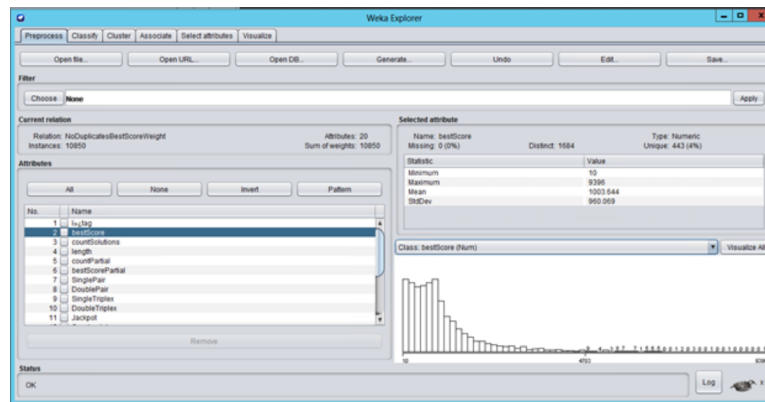 Weka Explorer
Preprocess Classify Cluster Associate Select attributes Visualize
Open file... Open URL... Open DB... Generate... Undo Edit... Save...
Filter
Choose None Apply
Current relation
Relation: NoDuplicatesBestScoreWeight Attributes: 20
Instances: 10850 Sum of weights: 10850
Attributes
All None Invert Pattern
No. Name
1 ï»¿tag
2 bestScore
3 countSolutions
4 length
5 countPartial
6 bestScorePartial
7 SinglePair
8 DoublePair
9 SingleTriplex
10 DoubleTriplex
11 Jackpot
Remove
Selected attribute
Name: bestScore Type: Numeric
Missing: 0 (0%) Distinct: 1684 Unique: 443 (4%)
Statistic Value
Minimum 10
Maximum 9396
Mean 1003.644
StdDev 960.069
Class: bestScore (Num) Visualize All
10 4703
Status
OK Log x